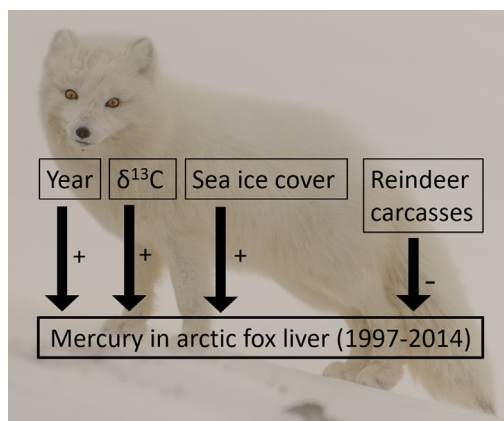 Year
δ¹³C
Sea ice cover
Reindeer
carcasses
+
+
+
-
Mercury in arctic fox liver (1997-2014)